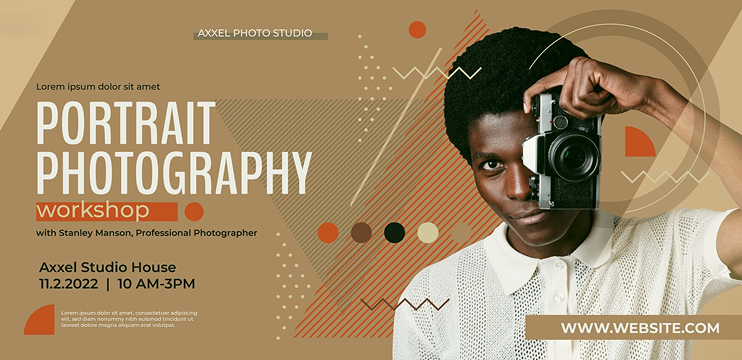 AXXEL PHOTO STUDIO
Lorem ipsum dolor sit amet
PORTRAIT
PHOTOGRAPHY
workshop
with Stanley Manson, Professional Photographer
Axxel Studio House
11.2.2022 | 10 AM-3PM
Lorem ipsum dolor sit amet, consectetuer adipiscing
elit, sed diam nonummy nibh euismod tincidunt
ut laoreet dolore magna aliquam erat volutpat.
WWW.WEBSITE.COM